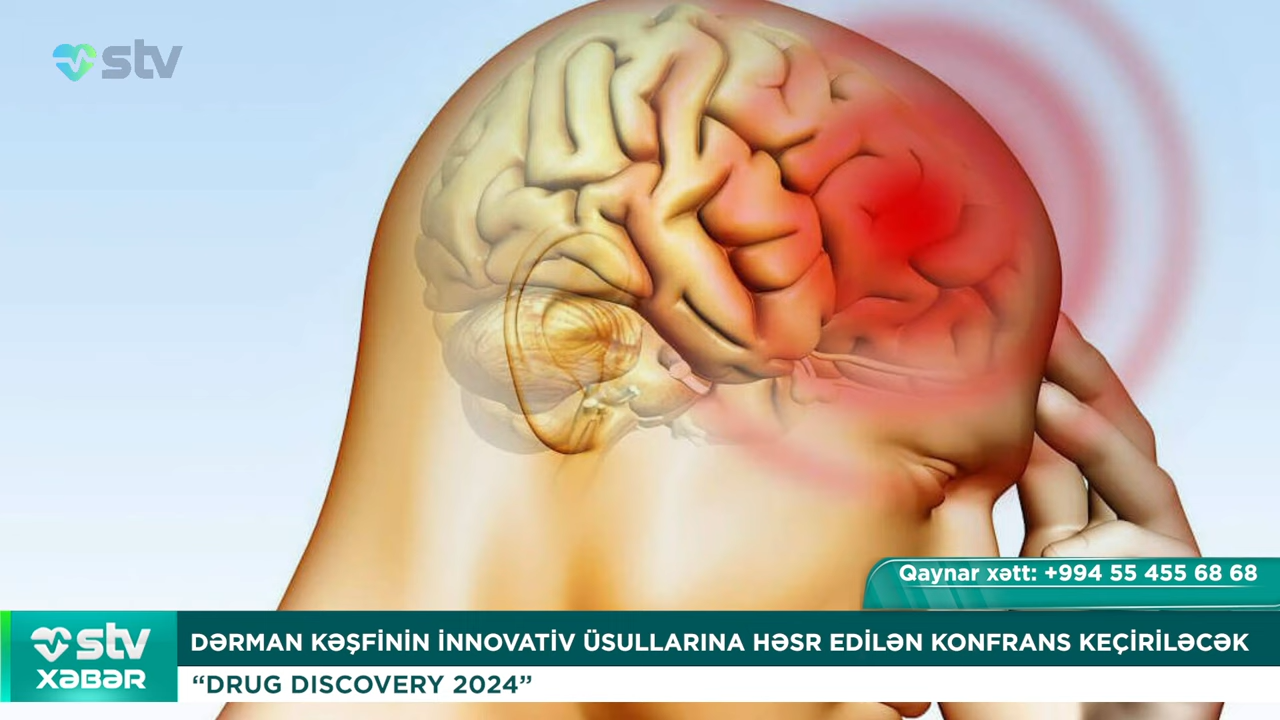 stv
Qaynar xətt: +994 55 455 68 68
stv
XƏBƏR
DƏRMAN KƏŞFİNİN İNNOVATİV ÜSULLARINA HƏSR EDİLƏN KONFRANS KEÇİRİLƏCƏK
“DRUG DISCOVERY 2024”